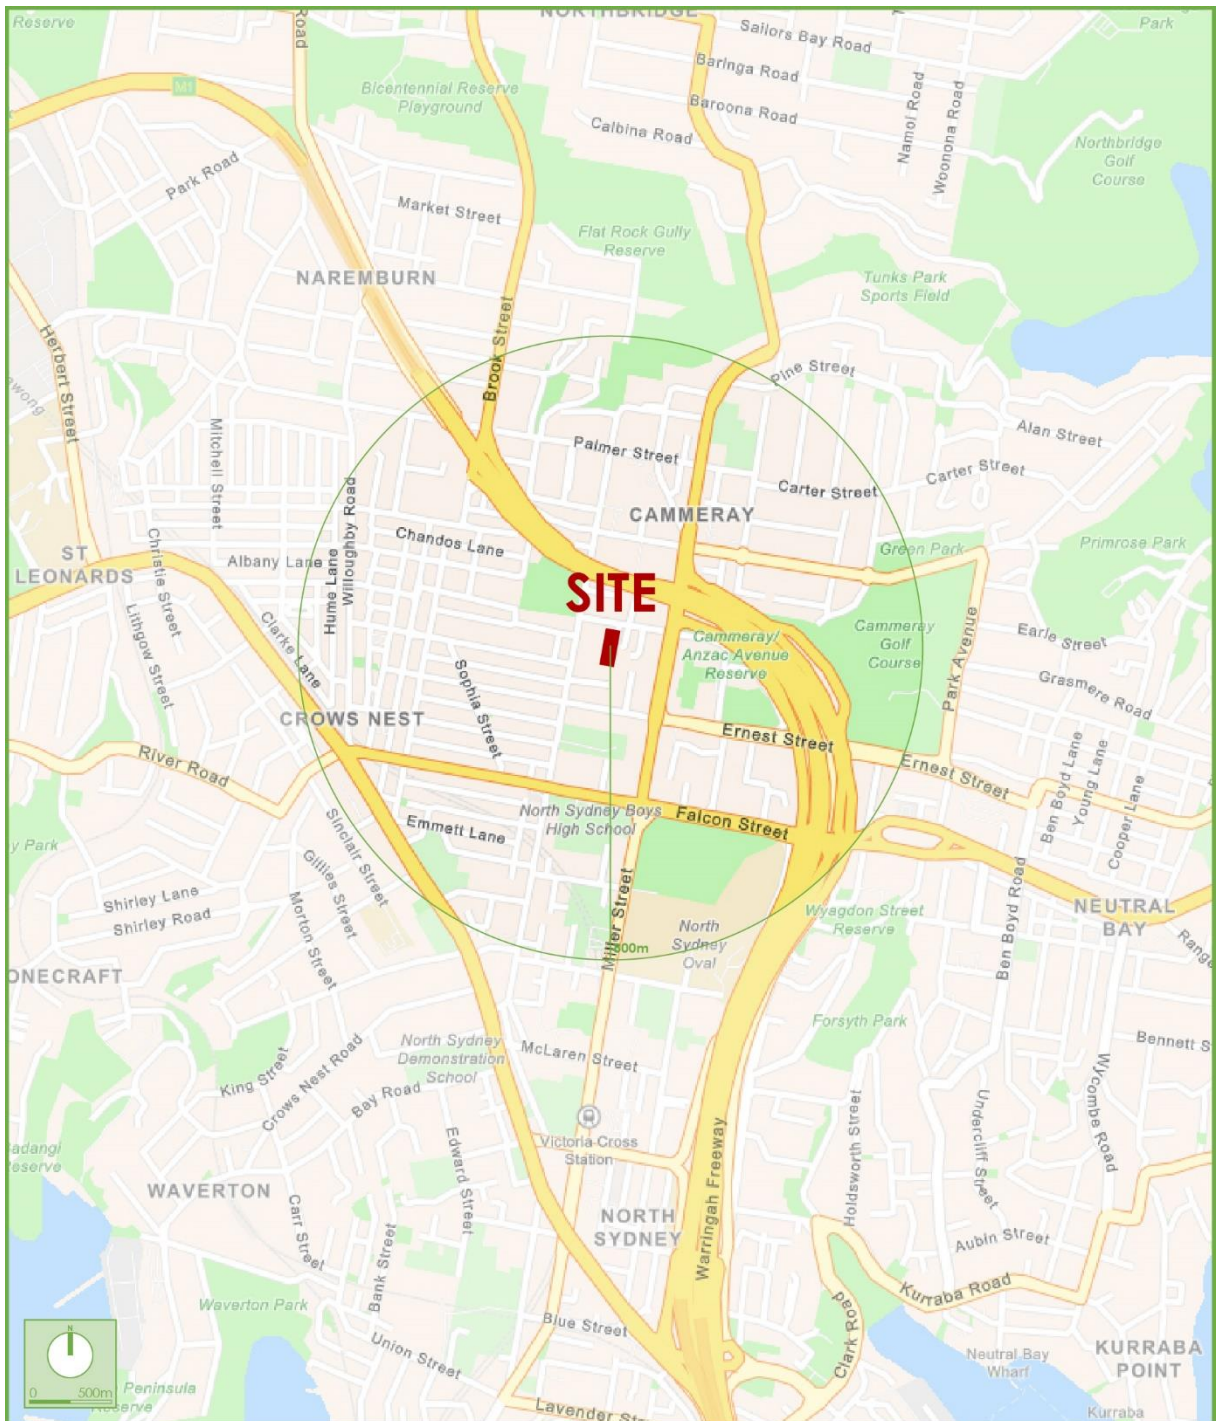 NORTHBRIDGE
Reserve
Road
Sailors Bay Road
Park
Baringa Road
M1
Bicentennial Reserve
Playground
Baroona Road
Namoi Road
Woonona Road
Calbina Road
Northbridge
Golf
Course
Park Road
Market Street
Flat Rock Gully
Reserve
NAREMBURN
Tunks Park
Sports Field
Herbert Street
Brook Street
Pine Street
Alan Street
Mitchell Street
Palmer Street
Carter Street
Carter Street
Willoughby Road
CAMMERAY
Chandos Lane
Green Park
Primrose Park
ST
LEONARDS
Christie Street
Albany Lane
Hume Lane
SITE
Lithgow Street
Clarke Lane
Cammeray/
Anzac Avenue
Reserve
Cammeray
Golf
Course
Park Avenue
Earle Street
Grasmere Road
Sophia Street
CROWS NEST
Ernest Street
Ernest Street
River Road
Ben Boyd Lane
Young Lane
Cooper Lane
North Sydney Boys
High School
Falcon Street
Emmett Lane
Sinclair Street
Gillies Street
y Park
Shirley Lane
Shirley Road
Morton Street
Miller Street
North
Sydney
Oval
Wyagdon Street
Reserve
Ben Boyd Road
NEUTRAL
BAY
Range
ONECRAFT
Forsyth Park
North Sydney
Demonstration
School
McLaren Street
Bennett S
King Street
Crows Nest Road
Bay Road
Wycombe Road
Undercliff Street
Holdsworth Street
Victoria Cross
Station
Edward Street
Warringah Freeway
Badangi
Reserve
WAVERTON
Carr Street
Bank Street
NORTH
SYDNEY
Aubin Street
Kurraba Road
Waverton Park
Blue Street
Clark Road
Union Street
Neutral Bay
Wharf
KURRABA
POINT
N
0 500m
Peninsula
Reserve
Lavender St
Kurraba